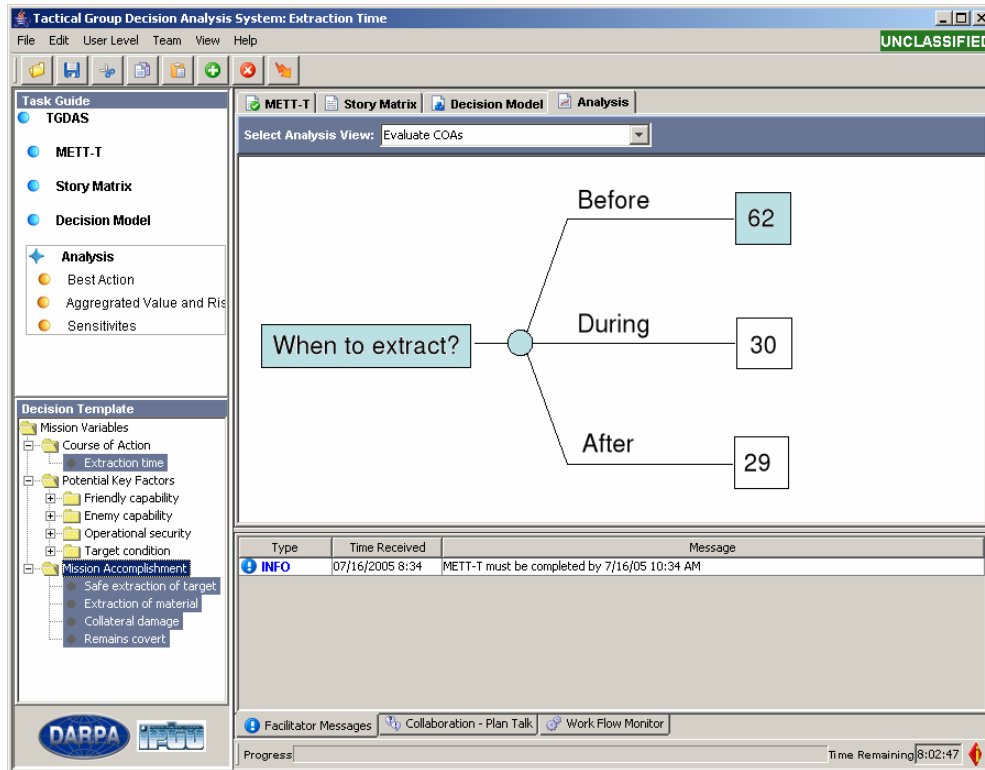 Tactical Group Decision Analysis System: Extraction Time
File Edit User Level Team View Help
UNCLASSIFIED
Task Guide
TGDAS
METT-T
Story Matrix
Decision Model
Analysis
Best Action
Aggregrated Value and Ris
Sensitivites
Decision Template
Mission Variables
Course of Action
Extraction time
Potential Key Factors
Friendly capability
Enemy capability
Operational security
Target condition
Mission Accomplishment
Safe extraction of target
Extraction of material
Collateral damage
Remains covert
DARPA
METT-T Story Matrix Decision Model Analysis
Select Analysis View: Evaluate COAs
Before
62
When to extract?
During
30
After
29
Type Time Received Message
INFO 07/16/2005 8:34 METT-T must be completed by 7/16/05 10:34 AM
Facilitator Messages Collaboration - Plan Talk Work Flow Monitor
Progress Time Remaining 8:02:47